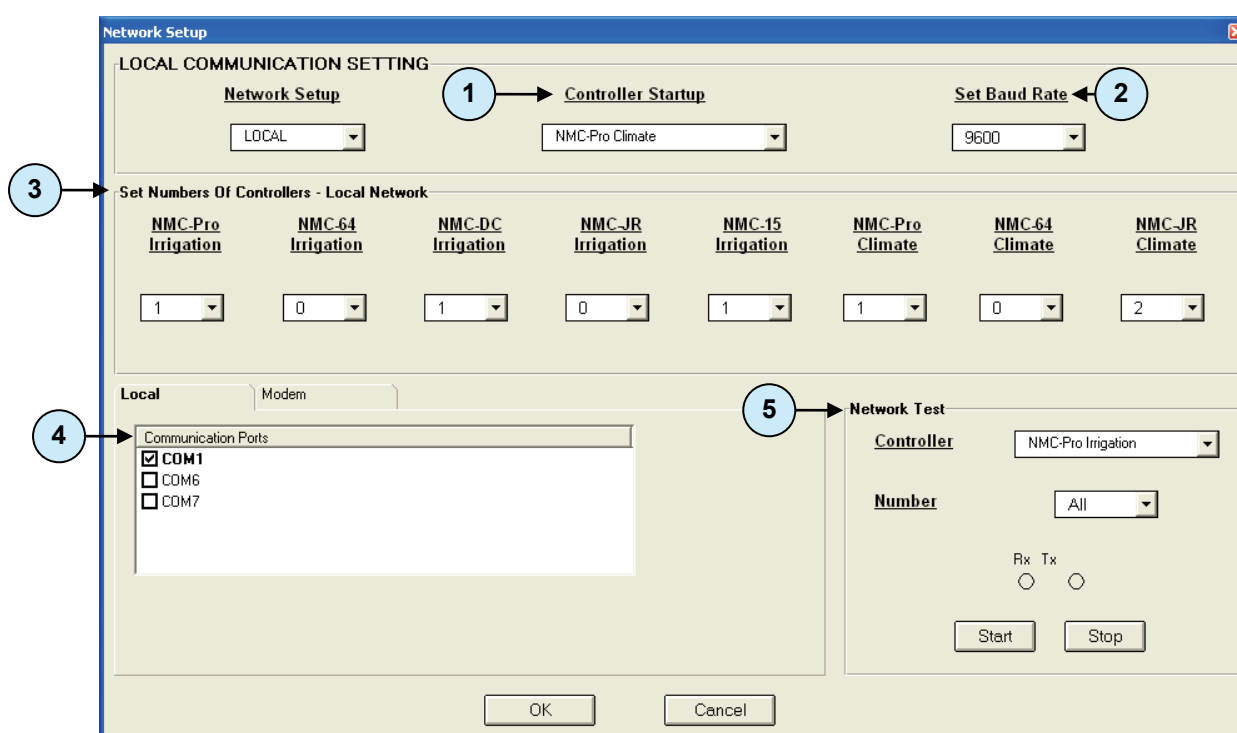 Network Setup
LOCAL COMMUNICATION SETTING
Network Setup
1
Controller Startup
Set Baud Rate
2
LOCAL
NMC-Pro Climate
9600
3
Set Numbers Of Controllers - Local Network
NMC-Pro Irrigation
NMC-64 Irrigation
NMC-DC Irrigation
NMC-JR Irrigation
NMC-15 Irrigation
NMC-Pro Climate
NMC-64 Climate
NMC-JR Climate
1
0
1
0
1
1
0
2
Local
Modem
4
Communication Ports
COM1
COM6
COM7
5
Network Test
Controller
NMC-Pro Irrigation
Number
All
Rx Tx
Start
Stop
OK
Cancel